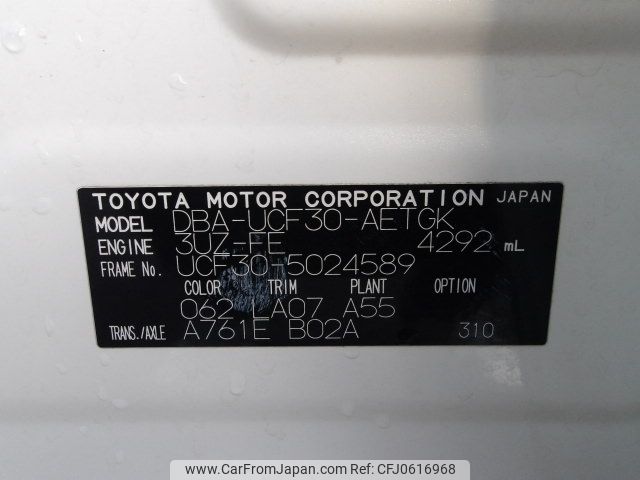 TOYOTA MOTOR CORPORATION JAPAN
MODEL DBA-UCF30-AETGK
ENGINE 3UZ-FE 4292 mL
FRAME No. UCF30-5024589
COLOR TRIM PLANT OPTION
062 LA07 A55
TRANS./AXLE A761E B02A 310
www.CarFromJapan.com | REFNO:CFJ0616968